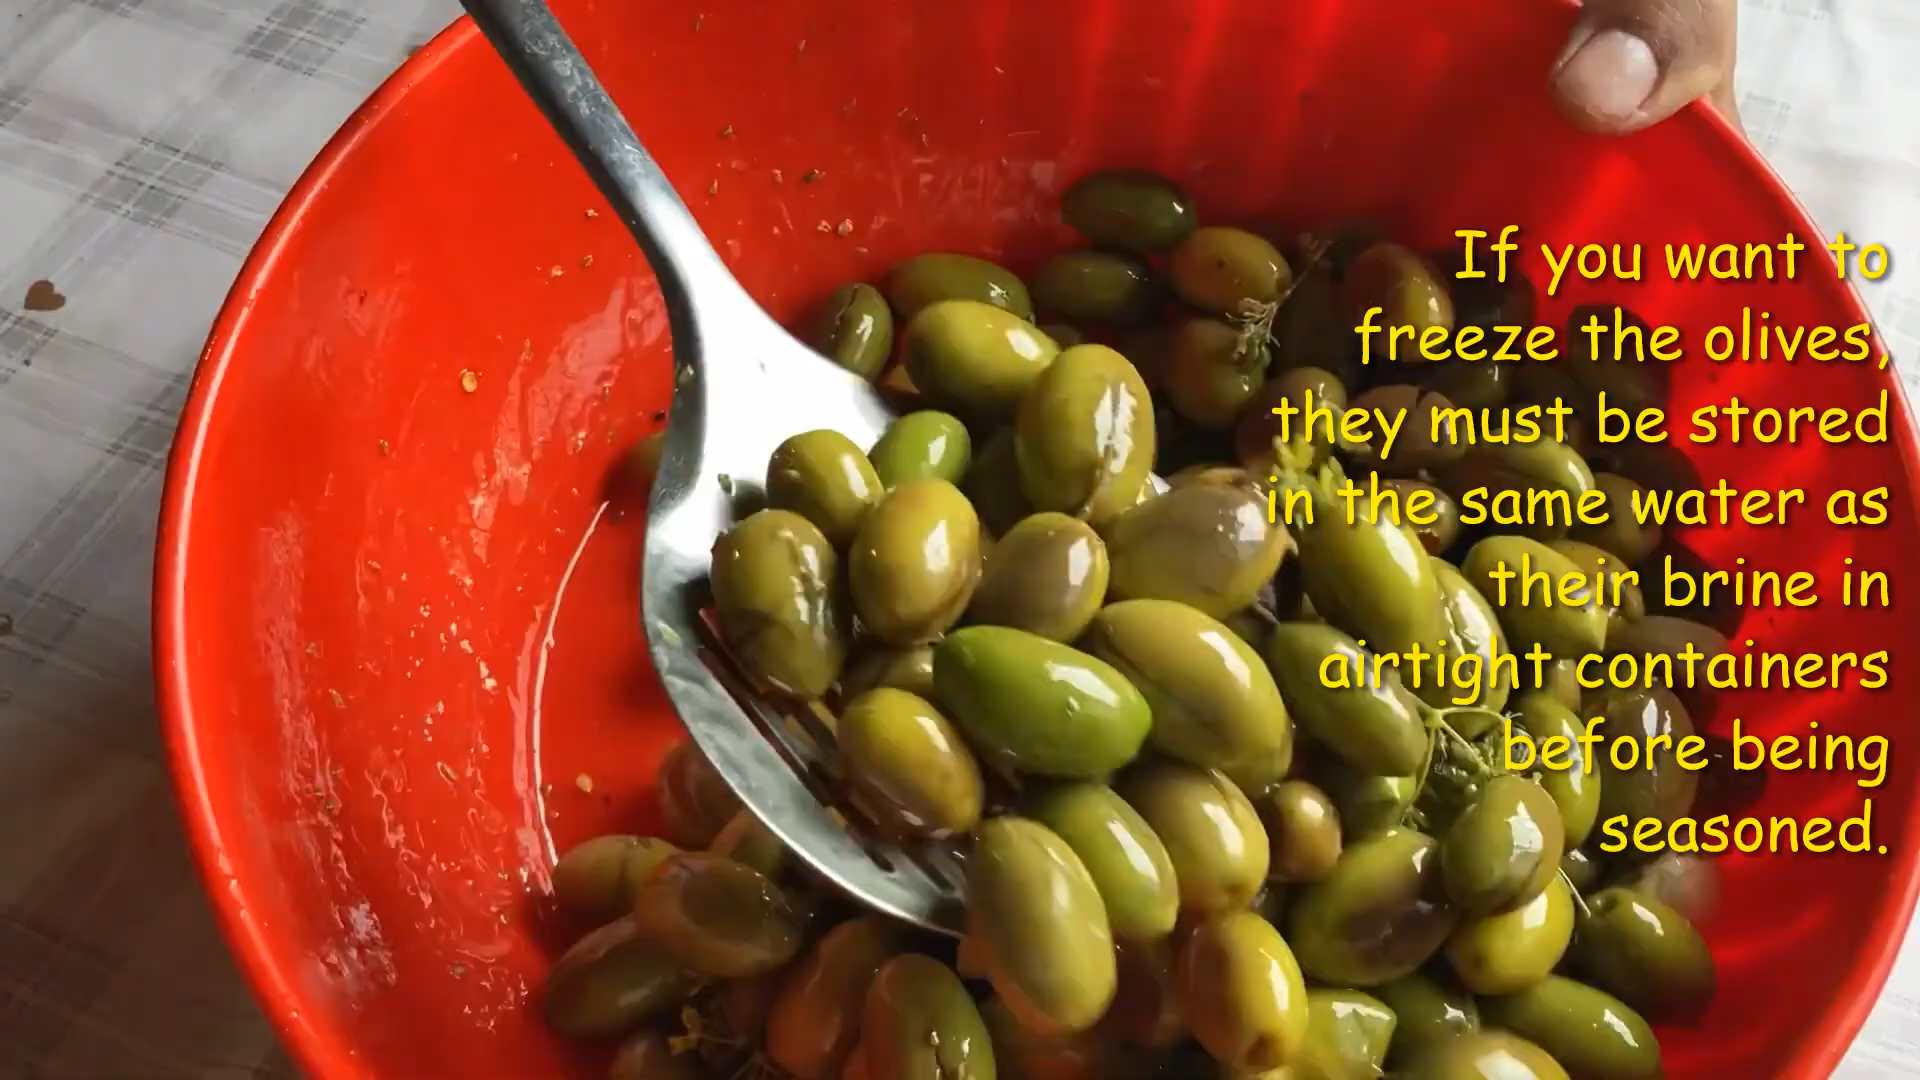 If you want to
freeze the olives,
they must be stored
in the same water as
their brine in
airtight containers
before being
seasoned.